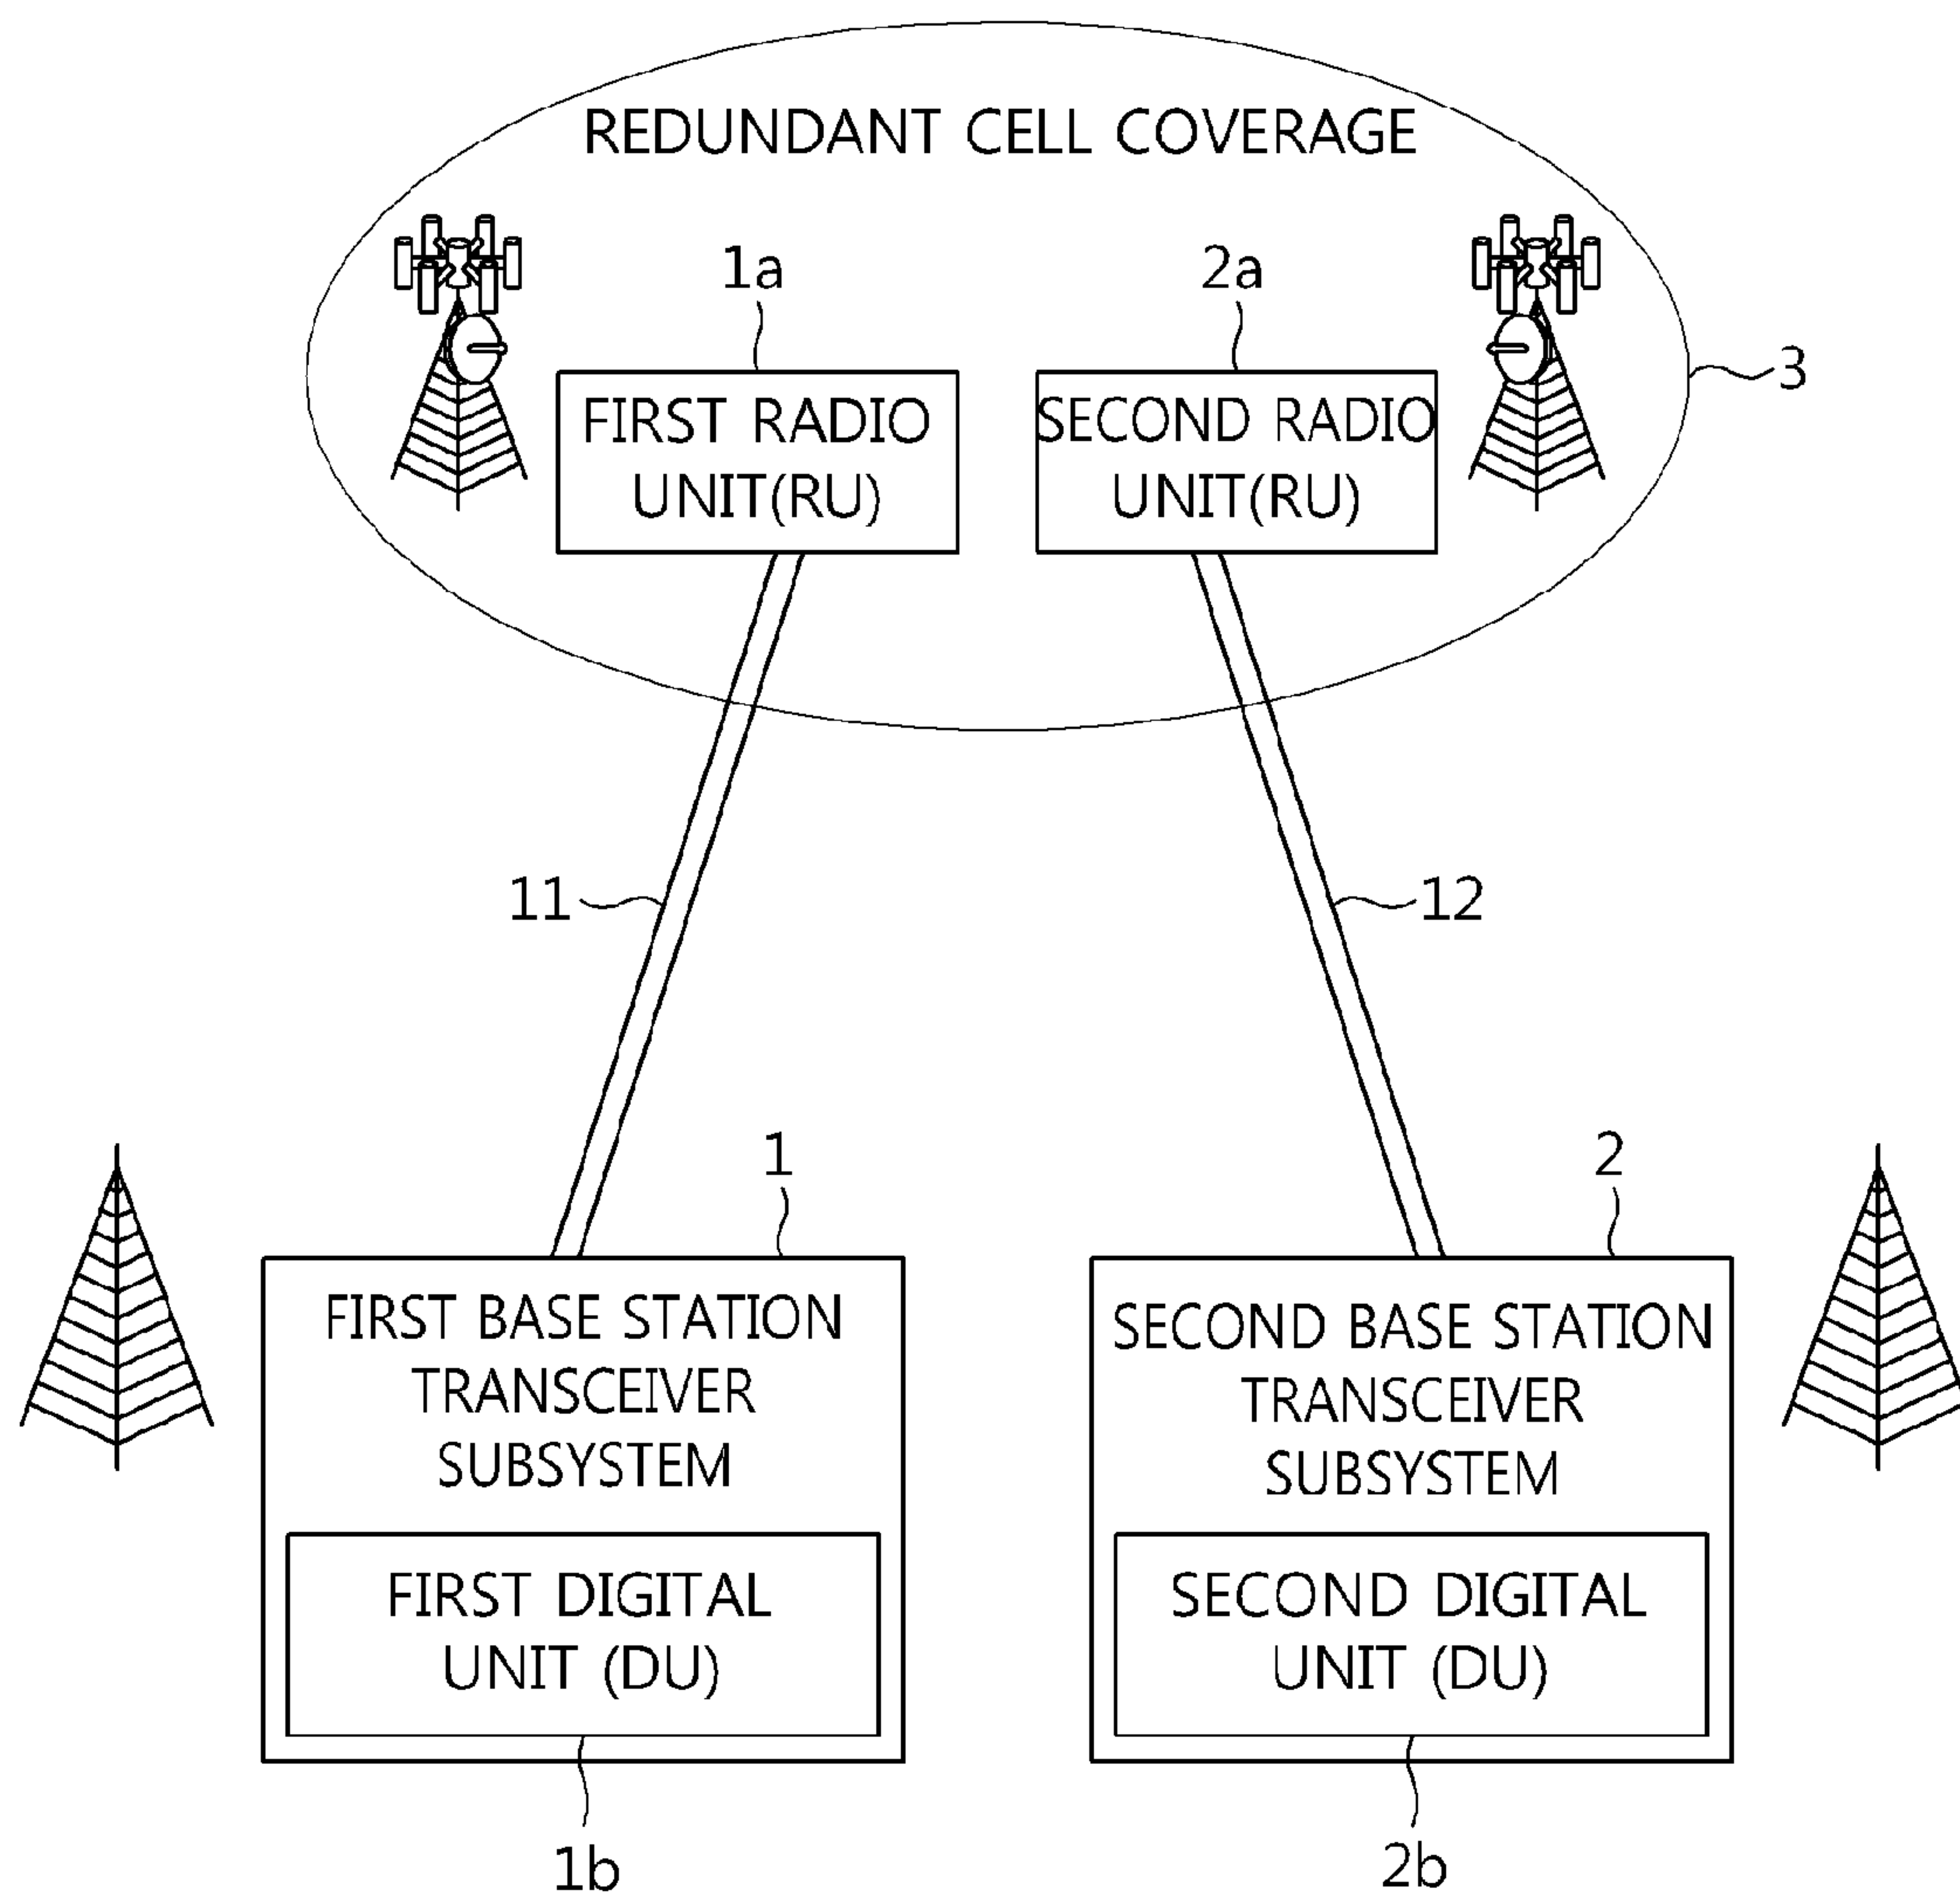 REDUNDANT CELL COVERAGE
1a
2a
3
FIRST RADIO
UNIT(RU)
SECOND RADIO
UNIT(RU)
11
12
1
2
FIRST BASE STATION
TRANSCEIVER
SUBSYSTEM
SECOND BASE STATION
TRANSCEIVER
SUBSYSTEM
FIRST DIGITAL
UNIT (DU)
SECOND DIGITAL
UNIT (DU)
1b
2b